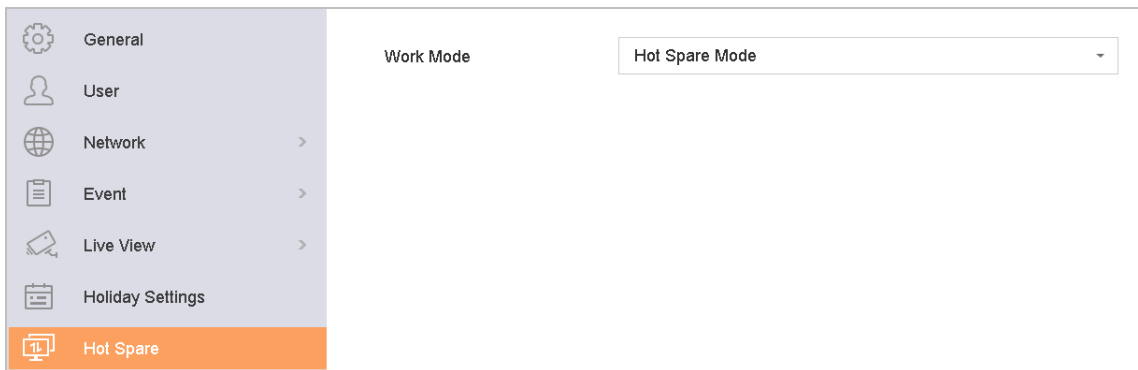 General
User
Network
Event
Live View
Holiday Settings
Hot Spare
Work Mode
Hot Spare Mode